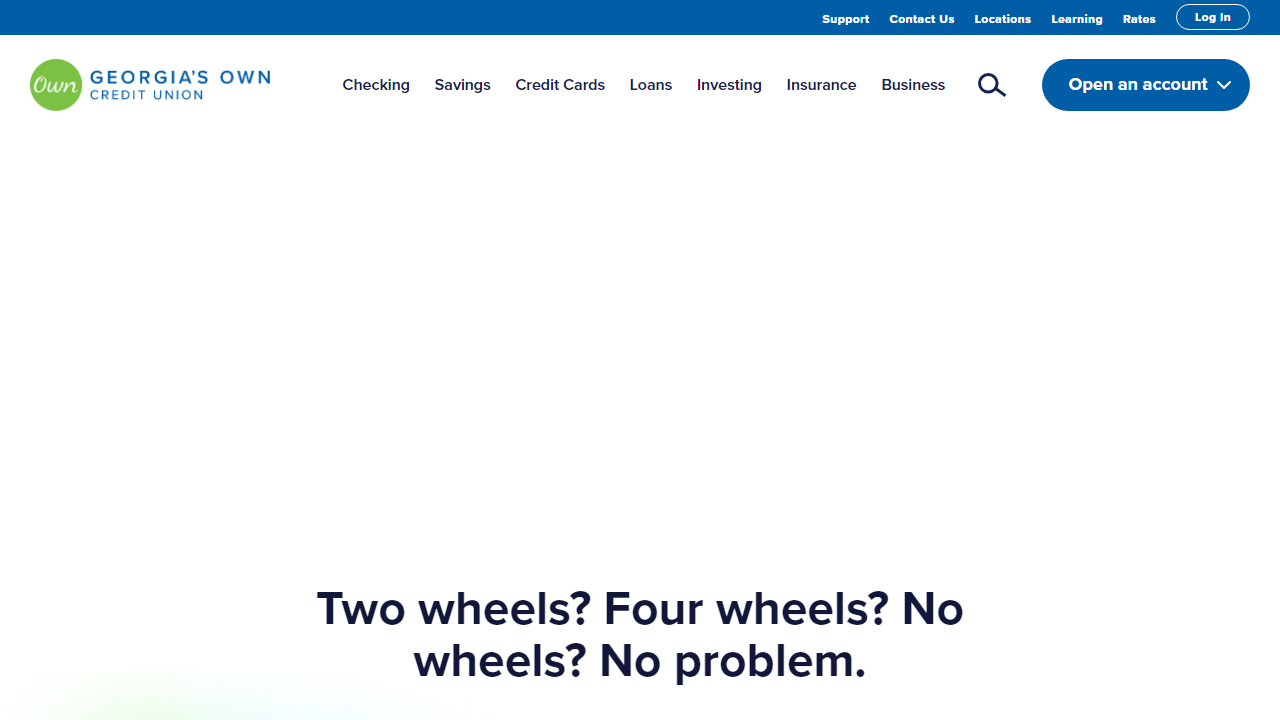 Support Contact Us Locations Learning Rates Log In
Own GEORGIA'S OWN
CREDIT UNION
Checking Savings Credit Cards Loans Investing Insurance Business Open an account
Two wheels? Four wheels? No
wheels? No problem.